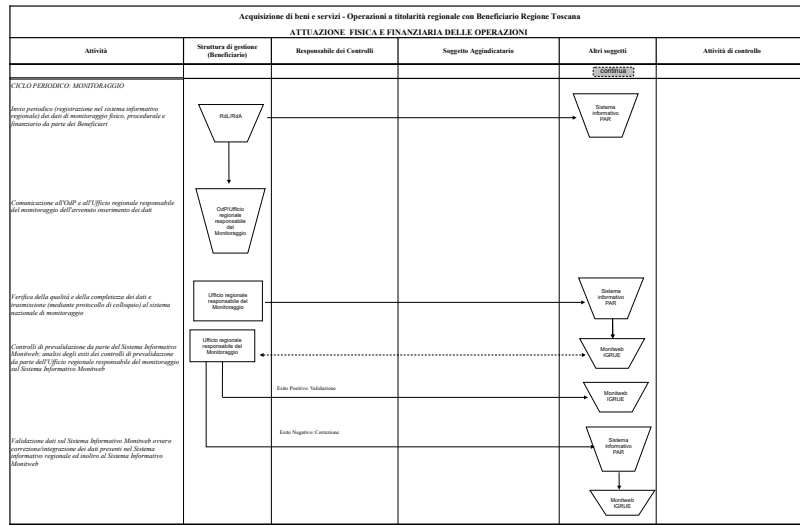 Acquisizione di beni e servizi - Operazioni a titolarità regionale con Beneficiario Regione Toscana
ATTUAZIONE FISICA E FINANZIARIA DELLE OPERAZIONI
Attività
Struttura di gestione
(Beneficiario)
Responsabile dei Controlli
Soggetto Aggiudicatario
Altri soggetti
Attività di controllo
continua
CICLO PERIODICO: MONITORAGGIO
Invio periodico (registrazione nel sistema informativo
regionale) dei dati di monitoraggio fisico, procedurale e
finanziario da parte dei Beneficiari
RdL/RdA
Sistema
informativo
PAR
Comunicazione all'OdP e all'Ufficio regionale responsabile
del monitoraggio dell'avvenuto inserimento dei dati
OdP/Ufficio
regionale
responsabile
del
Monitoraggio
Verifica della qualità e della completezza dei dati e
trasmissione (mediante protocollo di colloquio) al sistema
nazionale di monitoraggio
Ufficio regionale
responsabile del
Monitoraggio
Sistema
informativo
PAR
Controlli di prevalidazione da parte del Sistema Informativo
Monitweb; analisi degli esiti dei controlli di prevalidazione
da parte dell'Ufficio regionale responsabile del monitoraggio
sul Sistema Informativo Monitweb
Ufficio regionale
responsabile del
Monitoraggio
Monitweb
IGRUE
Esito Positivo: Validazione
Monitweb
IGRUE
Esito Negativo: Correzione
Validazione dati sul Sistema Informativo Monitweb ovvero
correzione/integrazione dei dati presenti nel Sistema
informativo regionale ed inoltro al Sistema Informativo
Monitweb
Sistema
informativo
PAR
Monitweb
IGRUE